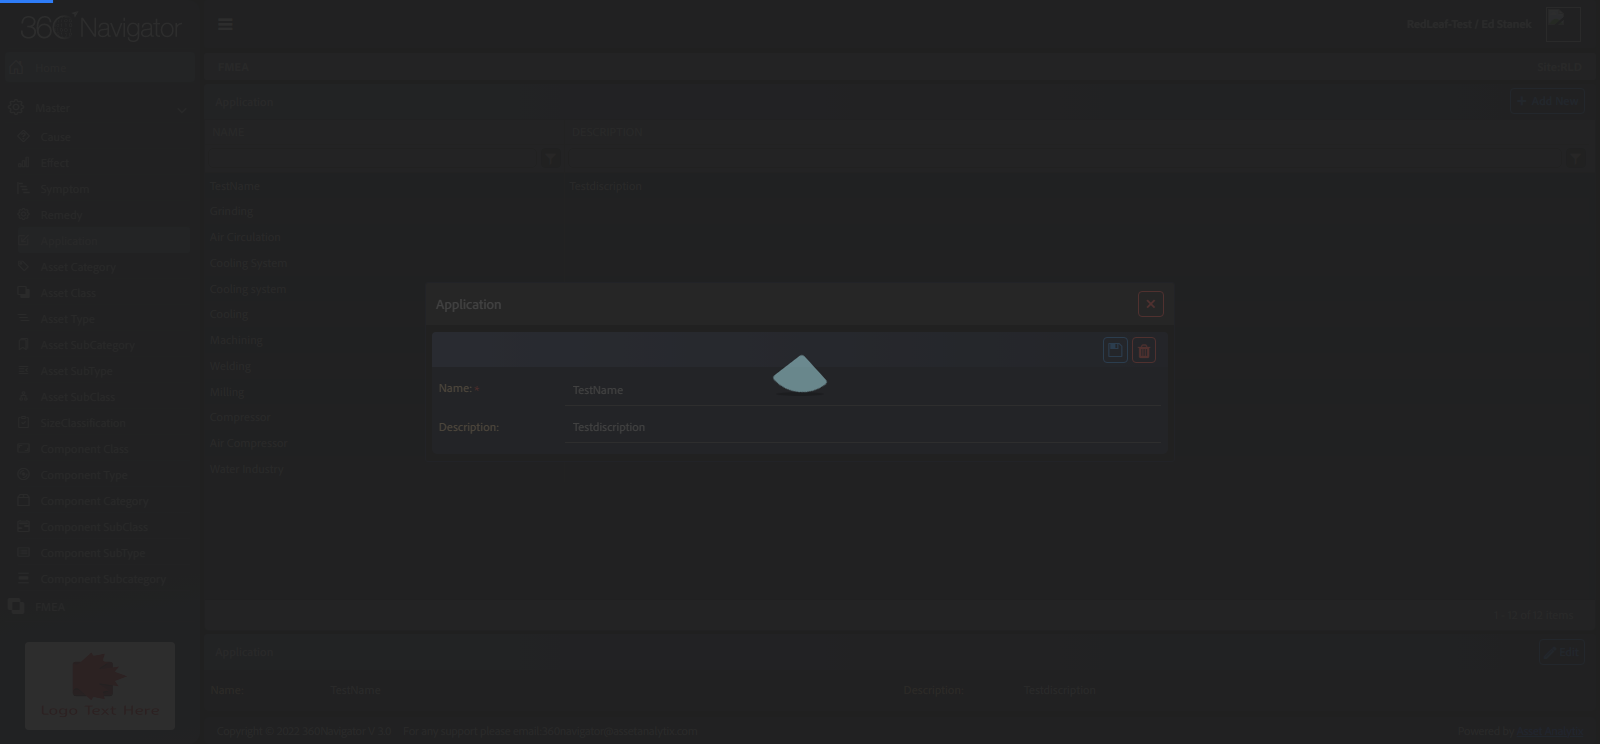 360 Navigator
RedLeaf-Test / Ed Stanek
Home
FMEA
Site: RLQ
Master
Application
+ Add New
Cause
NAME
DESCRIPTION
Effect
Symptom
TestName
Testdiscription
Remedy
Grinding
Application
Air Circulation
Asset Category
Cooling System
Asset Class
Cooling system
Asset Type
Cooling
Asset SubCategory
Machining
Asset SubType
Welding
Asset SubClass
Milling
SizeClassification
Compressor
Component Class
Air Compressor
Component Type
Water Industry
Component Category
Component SubClass
Component SubType
Component Subcategory
FMEA
Application
Name: *
TestName
Description:
Testdiscription
1 - 12 of 12 items
Application
Edit
Name:
TestName
Description:
Testdiscription
Logo Text Here
Copyright © 2022 360Navigator V 3.0
For any support please email:
Powered by